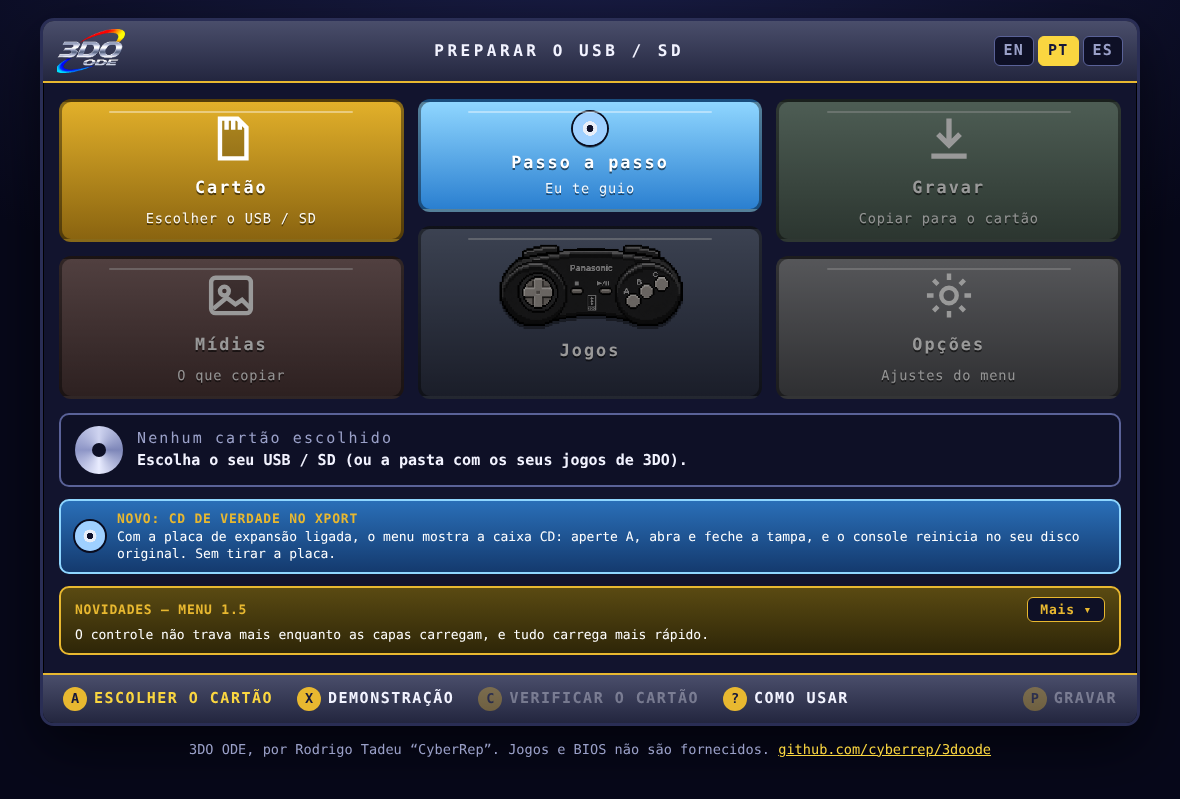 3DO
ODE
PREPARAR O USB / SD
EN PT ES
Cartão
Escolher o USB / SD
Passo a passo
Eu te guio
Gravar
Copiar para o cartão
Mídias
O que copiar
Panasonic
A B C
Jogos
Opções
Ajustes do menu
Nenhum cartão escolhido
Escolha o seu USB / SD (ou a pasta com os seus jogos de 3DO).
NOVO: CD DE VERDADE NO XPORT
Com a placa de expansão ligada, o menu mostra a caixa CD: aperte A, abra e feche a tampa, e o console reinicia no seu disco
original. Sem tirar a placa.
NOVIDADES — MENU 1.5
Mais ▾
O controle não trava mais enquanto as capas carregam, e tudo carrega mais rápido.
A ESCOLHER O CARTÃO X DEMONSTRAÇÃO C VERIFICAR O CARTÃO ? COMO USAR P GRAVAR
3DO ODE, por Rodrigo Tadeu “CyberRep”. Jogos e BIOS não são fornecidos. github.com/cyberrep/3doode